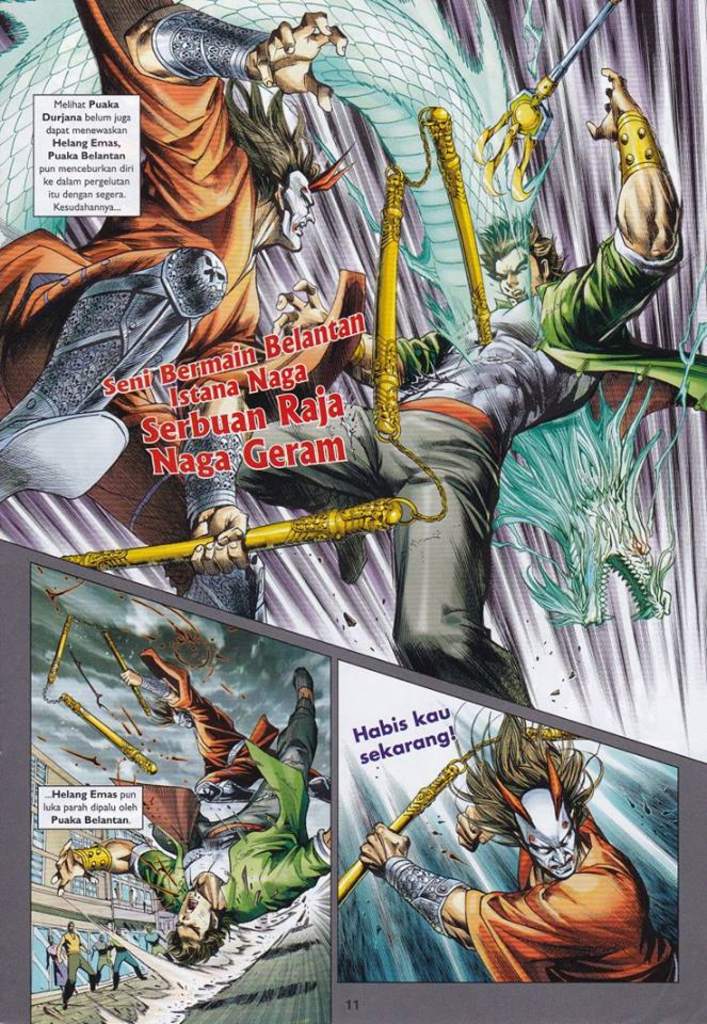 Melihat Puaka
Durjana belum juga
dapat menewaskan
Helang Emas,
Puaka Belantan
pun menceburkan diri
ke dalam pergelutan
itu dengan segera.
Kesudahannya...
Seni Bermain Belantan
Istana Naga
Serbuan Raja
Naga Geram
...Helang Emas pun
luka parah dipalu oleh
Puaka Belantan.
Habis kau
sekarang!
11